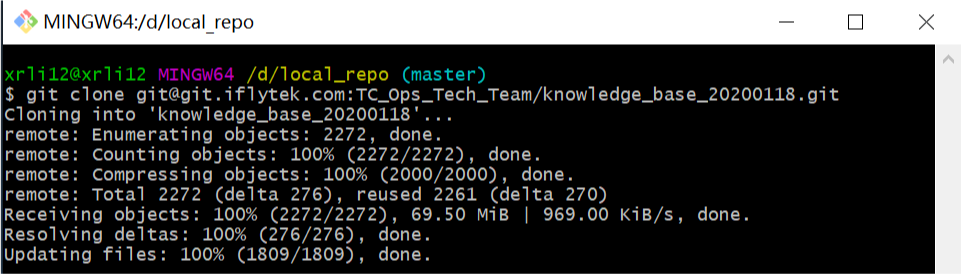 MINGW64:/d/local_repo
xrli12@xrli12 MINGW64 /d/local_repo (master)
$ git clone git@git.iflytek.com:TC_Ops_Tech_Team/knowledge_base_20200118.git
Cloning into 'knowledge_base_20200118'...
remote: Enumerating objects: 2272, done.
remote: Counting objects: 100% (2272/2272), done.
remote: Compressing objects: 100% (2000/2000), done.
remote: Total 2272 (delta 276), reused 2261 (delta 270)
Receiving objects: 100% (2272/2272), 69.50 MiB | 969.00 KiB/s, done.
Resolving deltas: 100% (276/276), done.
Updating files: 100% (1809/1809), done.